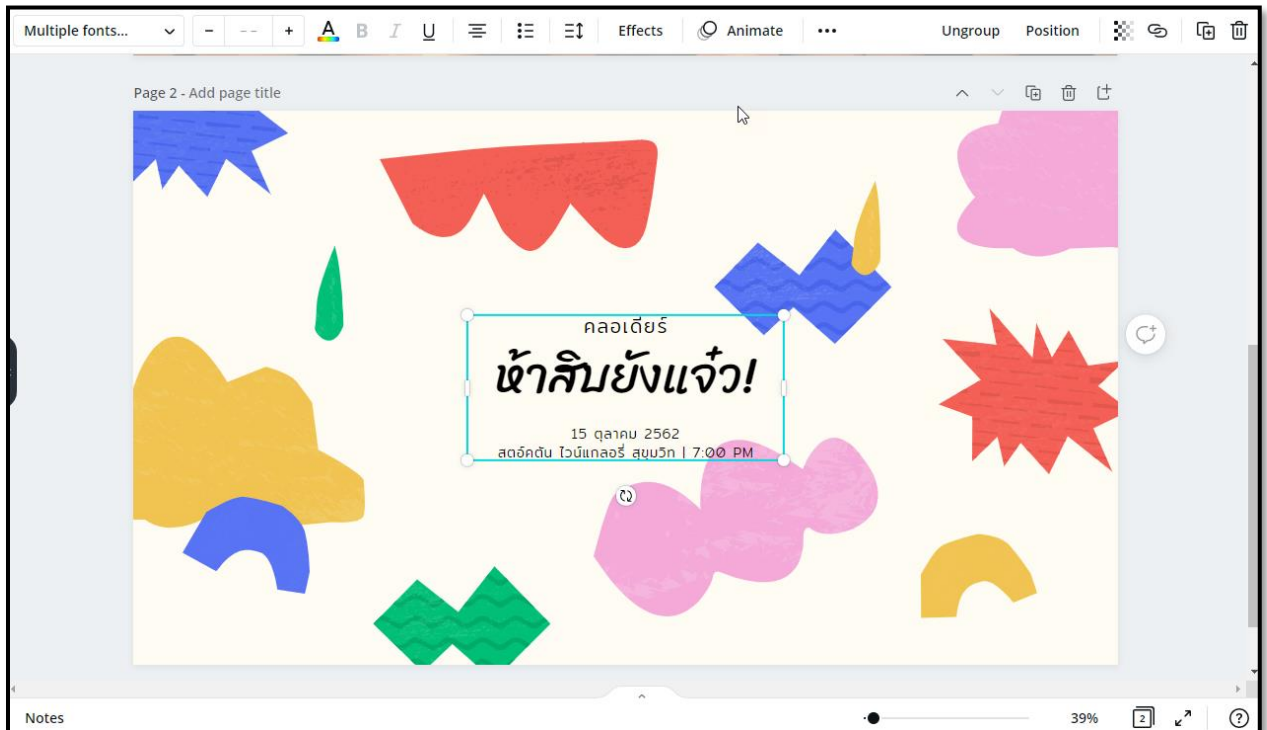 Multiple fonts... - -- + A B I U Effects Animate ... Ungroup Position
Page 2 - Add page title
คลอเดียร์
ห้าสิบยังแจ๋ว!
15 ตุลาคม 2562
สตอ์คตัน ไวน์แกลอรี่ สุขุมวิท | 7:00 PM
Notes 39% 2 ?